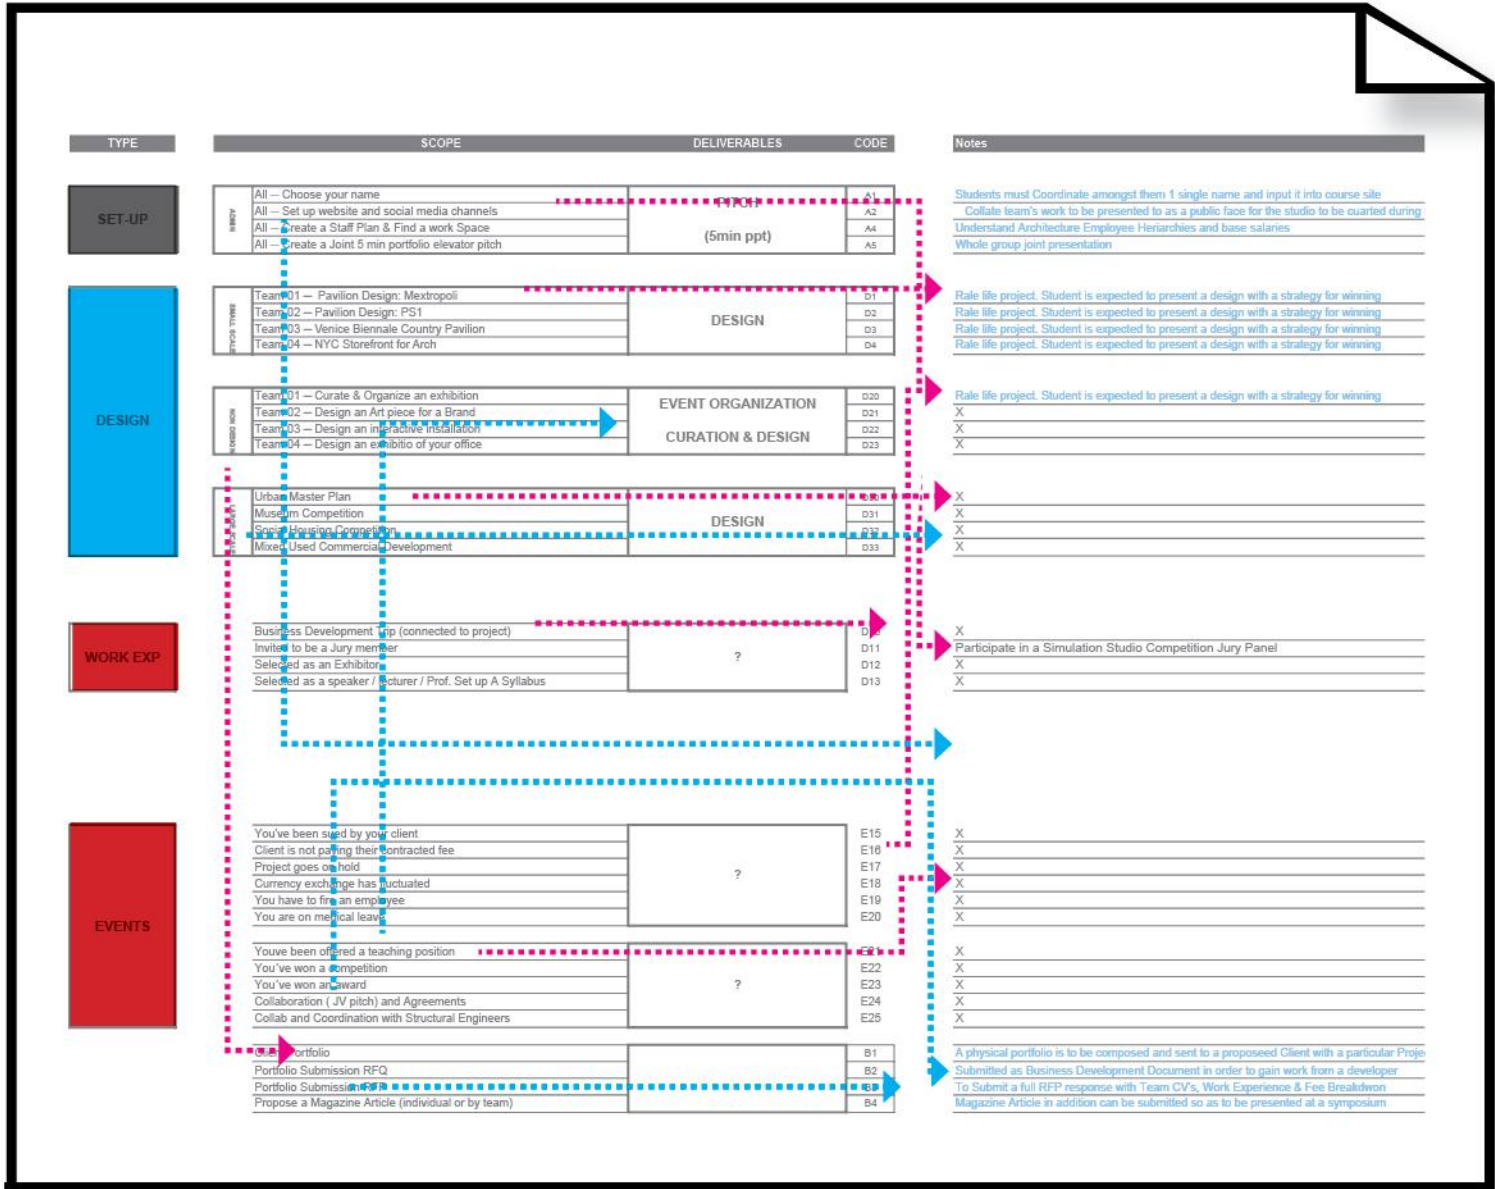 TYPE SCOPE DELIVERABLES CODE Notes
SET-UP
ADMIN
All — Choose your name A1 Students must Coordinate amongst them 1 single name and input it into course site
PITCH
All — Set up website and social media channels A2 Collate team's work to be presented to as a public face for the studio to be cuarted during
All — Create a Staff Plan & Find a work Space A4 Understand Architecture Employee Heriarchies and base salaries
(5min ppt)
All — Create a Joint 5 min portfolio elevator pitch A5 Whole group joint presentation
DESIGN
SMALL SCALE
Team 01 — Pavilion Design: Mextropoli D1 Rale life project. Student is expected to present a design with a strategy for winning
Team 02 — Pavilion Design: PS1 D2 Rale life project. Student is expected to present a design with a strategy for winning
DESIGN
Team 03 — Venice Biennale Country Pavilion D3 Rale life project. Student is expected to present a design with a strategy for winning
Team 04 — NYC Storefront for Arch D4 Rale life project. Student is expected to present a design with a strategy for winning
NON DESIGN
Team 01 — Curate & Organize an exhibition D20 Rale life project. Student is expected to present a design with a strategy for winning
EVENT ORGANIZATION
Team 02 — Design an Art piece for a Brand D21 X
Team 03 — Design an interactive installation D22 X
CURATION & DESIGN
Team 04 — Design an exhibitio of your office D23 X
LARGE SCALE
Urban Master Plan D30 X
Museum Competition D31 X
DESIGN
Social Housing Competition D32 X
Mixed Used Commercial Development D33 X
WORK EXP
Business Development Trip (connected to project) X
Invited to be a Jury member D11 Participate in a Simulation Studio Competition Jury Panel
?
Selected as an Exhibitor D12 X
Selected as a speaker / lecturer / Prof. Set up A Syllabus D13 X
EVENTS
You've been sued by your client E15 X
Client is not paying their contracted fee E16 X
Project goes on hold E17 X
?
Currency exchange has fluctuated E18 X
You have to fire an employee E19 X
You are on medical leave E20 X
Youve been offered a teaching position E21 X
You've won a competition E22 X
You've won an award ? E23 X
Collaboration ( JV pitch) and Agreements E24 X
Collab and Coordination with Structural Engineers E25 X
Client Portfolio B1 A physical portfolio is to be composed and sent to a proposeed Client with a particular Proje
Portfolio Submission RFQ B2 Submitted as Business Development Document in order to gain work from a developer
Portfolio Submission RFP B3 To Submit a full RFP response with Team CV's, Work Experience & Fee Breakdwon
Propose a Magazine Article (individual or by team) B4 Magazine Article in addition can be submitted so as to be presented at a symposium